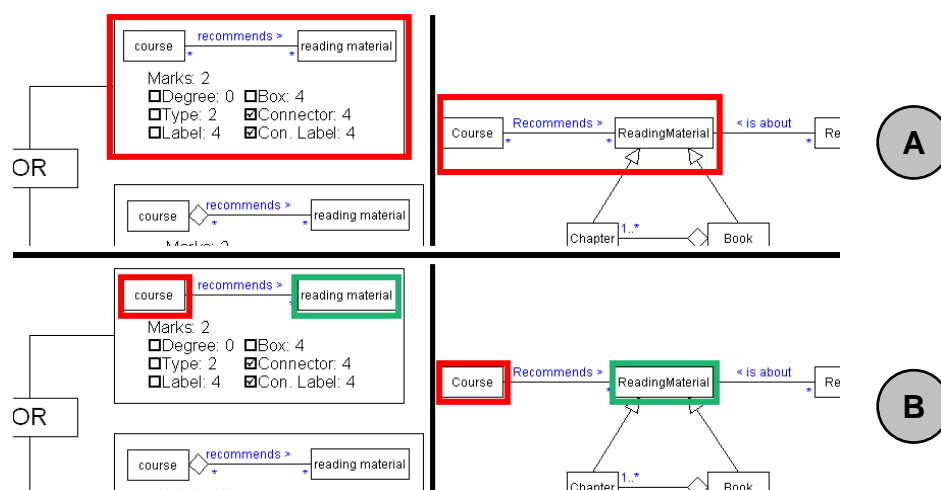 recommends >
course
reading material
*
*
Marks: 2
Degree: 0 Box: 4
Type: 2 Connector: 4
Label: 4 Con. Label: 4
OR
recommends >
course
reading material
*
*
Course
Recommends >
ReadingMaterial
< is about
Re
*
*
*
Chapter
1..*
Book
A
recommends >
course
reading material
*
Marks: 2
Degree: 0 Box: 4
Type: 2 Connector: 4
Label: 4 Con. Label: 4
OR
recommends >
course
reading material
*
*
Course
Recommends >
ReadingMaterial
< is about
Re
*
*
Chapter
1..*
Book
B